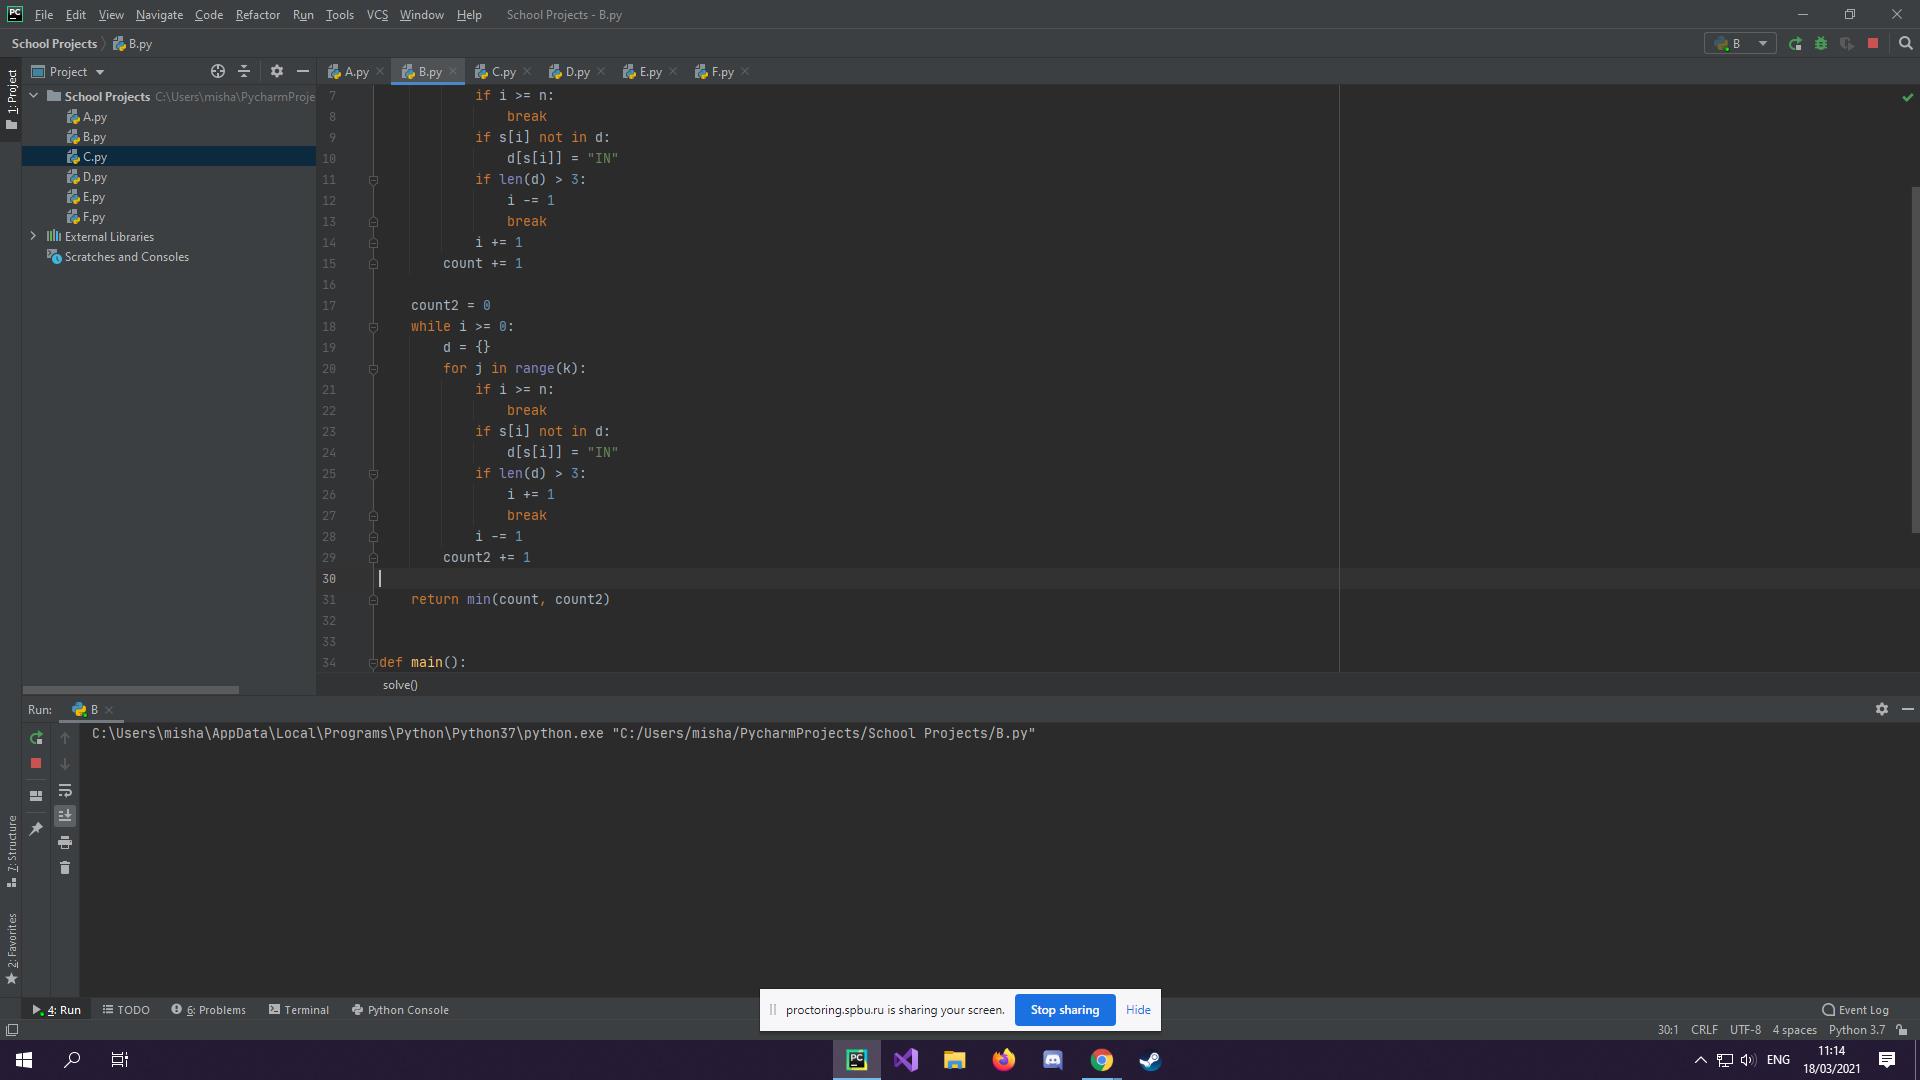 PC File Edit View Navigate Code Refactor Run Tools VCS Window Help School Projects - B.py
School Projects B.py B
1: Project
Project A.py B.py C.py D.py E.py F.py
School Projects C:\Users\misha\PycharmProje
A.py
B.py
C.py
D.py
E.py
F.py
External Libraries
Scratches and Consoles
7 if i >= n:
8 break
9 if s[i] not in d:
10 d[s[i]] = "IN"
11 if len(d) > 3:
12 i -= 1
13 break
14 i += 1
15 count += 1
16
17 count2 = 0
18 while i >= 0:
19 d = {}
20 for j in range(k):
21 if i >= n:
22 break
23 if s[i] not in d:
24 d[s[i]] = "IN"
25 if len(d) > 3:
26 i += 1
27 break
28 i -= 1
29 count2 += 1
30
31 return min(count, count2)
32
33
34 def main():
solve()
Run: B
C:\Users\misha\AppData\Local\Programs\Python\Python37\python.exe "C:/Users/misha/PycharmProjects/School Projects/B.py"
7: Structure
2: Favorites
4: Run TODO 6: Problems Terminal Python Console
proctoring.spbu.ru is sharing your screen. Stop sharing Hide
Event Log
30:1 CRLF UTF-8 4 spaces Python 3.7
PC
ENG 11:14
18/03/2021